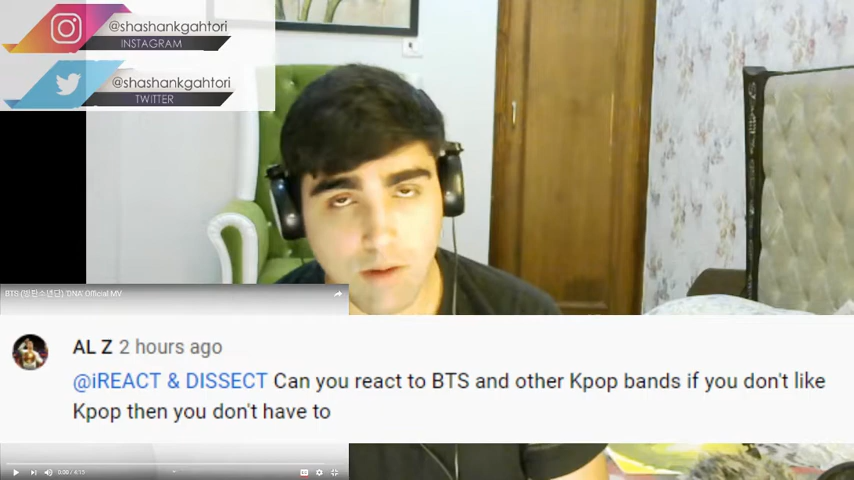 @shashankgahtori
INSTAGRAM
@shashankgahtori
TWITTER
BTS (방탄소년단) 'DNA' Official MV
AL Z 2 hours ago
@iREACT & DISSECT Can you react to BTS and other Kpop bands if you don't like
Kpop then you don't have to
0:00 / 4:15